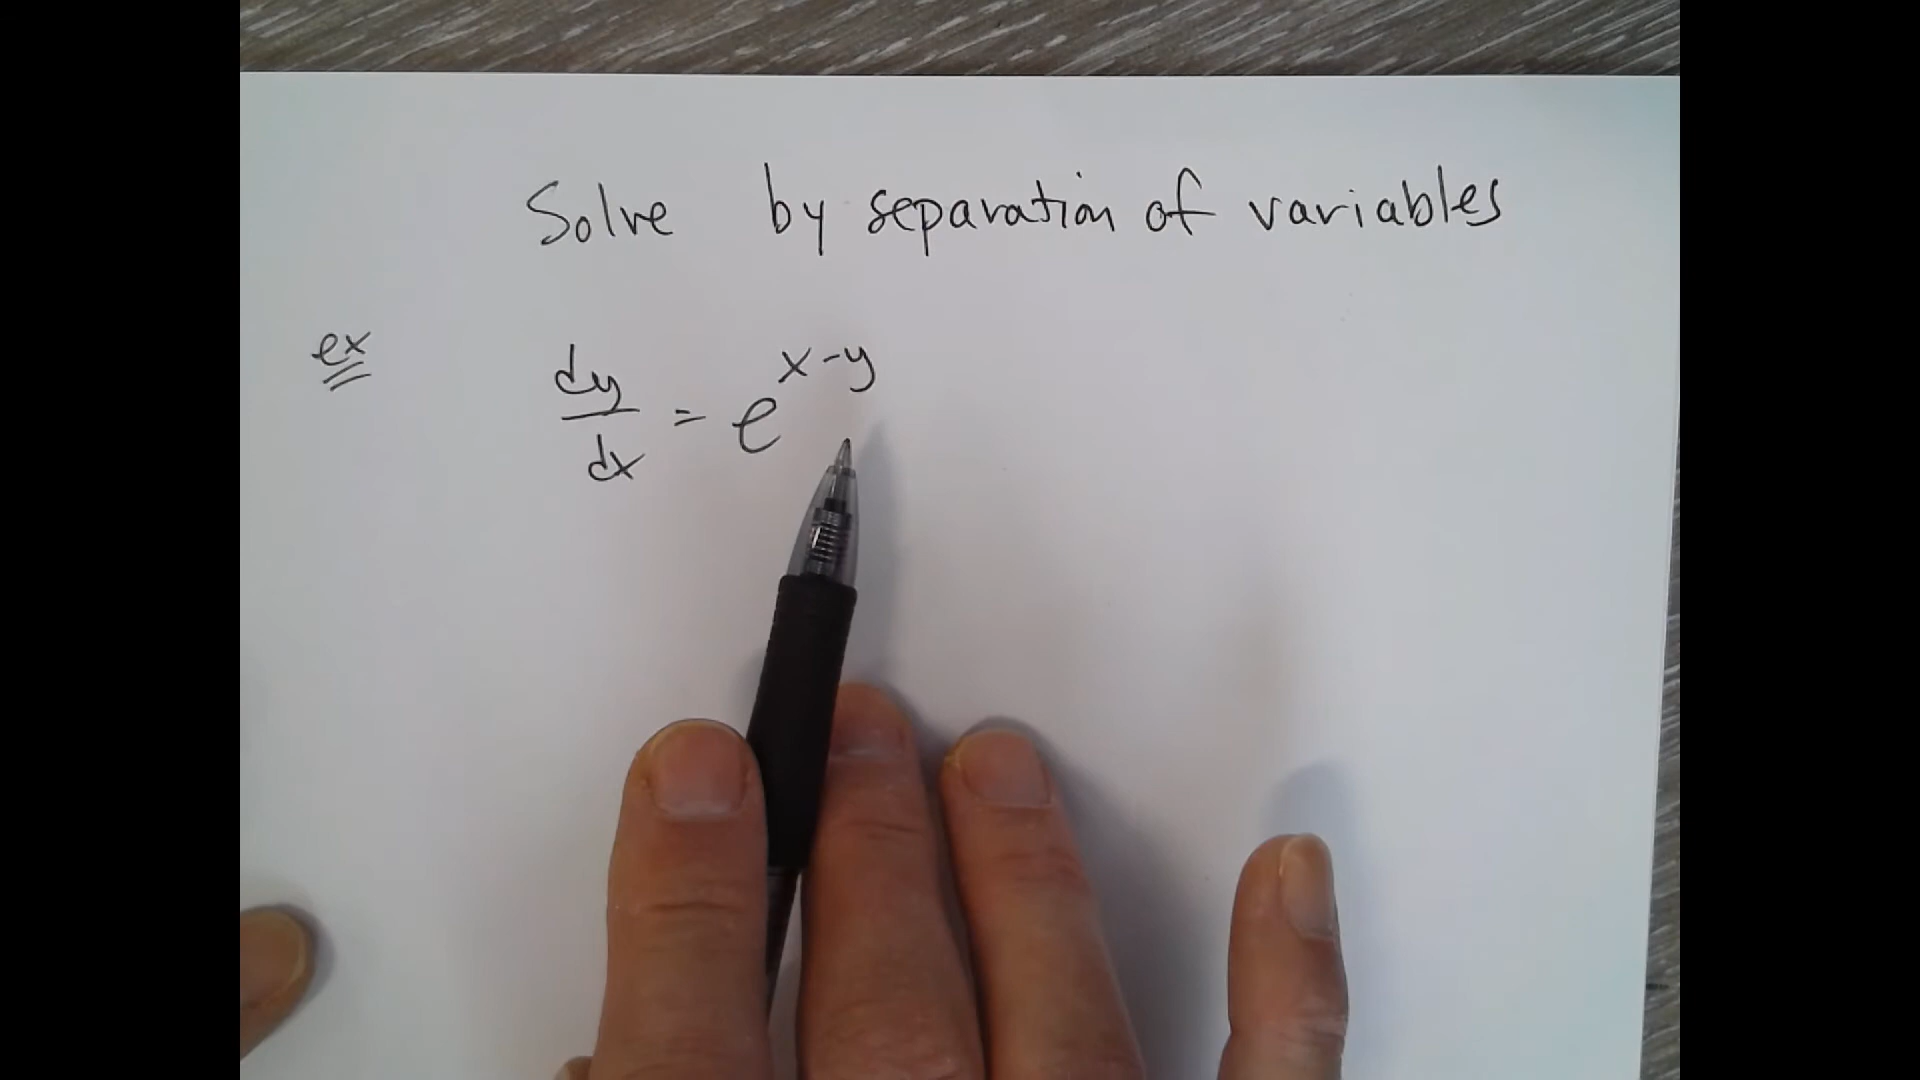 Solve by separation of variables
ex dy/dx = e^(x-y)